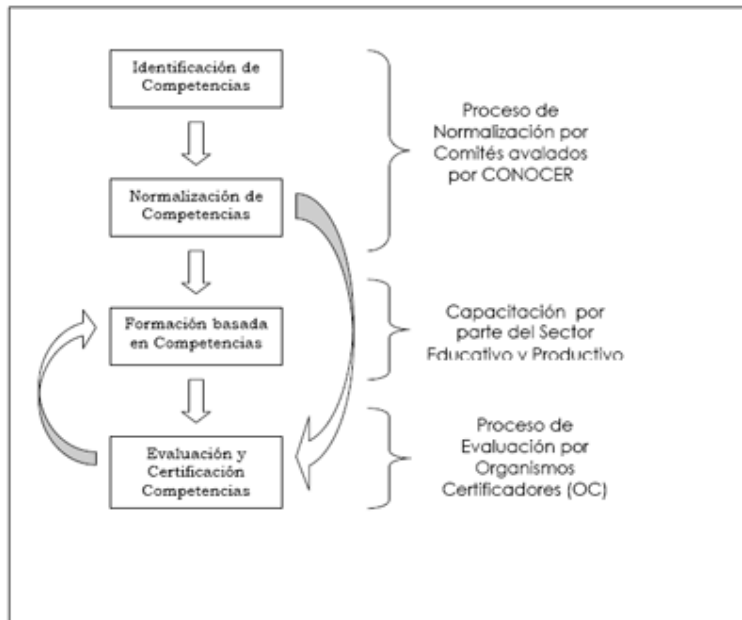 Identificación de
Competencias
Proceso de
Normalización por
Comités avalados
por CONOCER
Normalización de
Competencias
Formación basada
en Competencias
Capacitación por
parte del Sector
Educativo y Productivo
Evaluación y
Certificación
Competencias
Proceso de
Evaluación por
Organismos
Certificadores (OC)